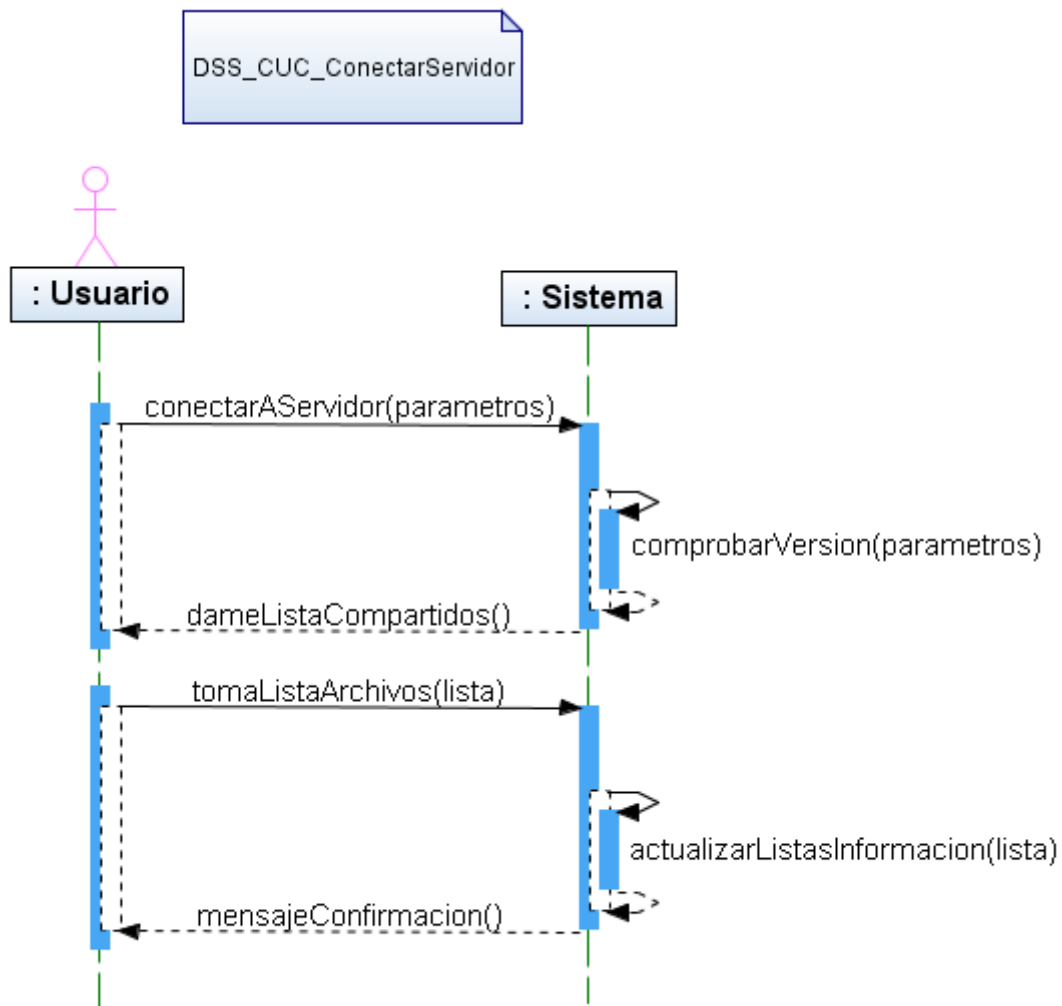 DSS_CUC_ConectarServidor
: Usuario
: Sistema
conectarAServidor(parametros)
comprobarVersion(parametros)
dameListaCompartidos()
tomaListaArchivos(lista)
actualizarListasInformacion(lista)
mensajeConfirmacion()